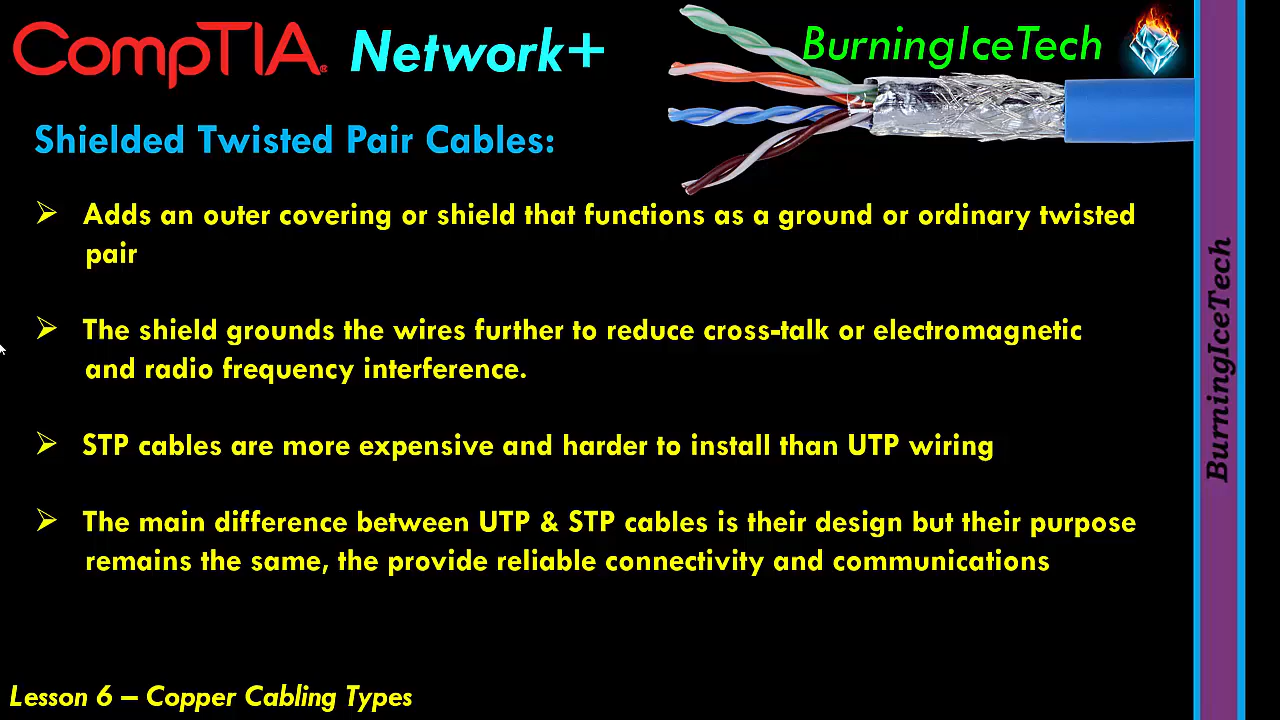 CompTIA. Network+
BurningIceTech
Shielded Twisted Pair Cables:
➢ Adds an outer covering or shield that functions as a ground or ordinary twisted
pair
➢ The shield grounds the wires further to reduce cross-talk or electromagnetic
and radio frequency interference.
➢ STP cables are more expensive and harder to install than UTP wiring
➢ The main difference between UTP & STP cables is their design but their purpose
remains the same, the provide reliable connectivity and communications
BurningIceTech
Lesson 6 – Copper Cabling Types